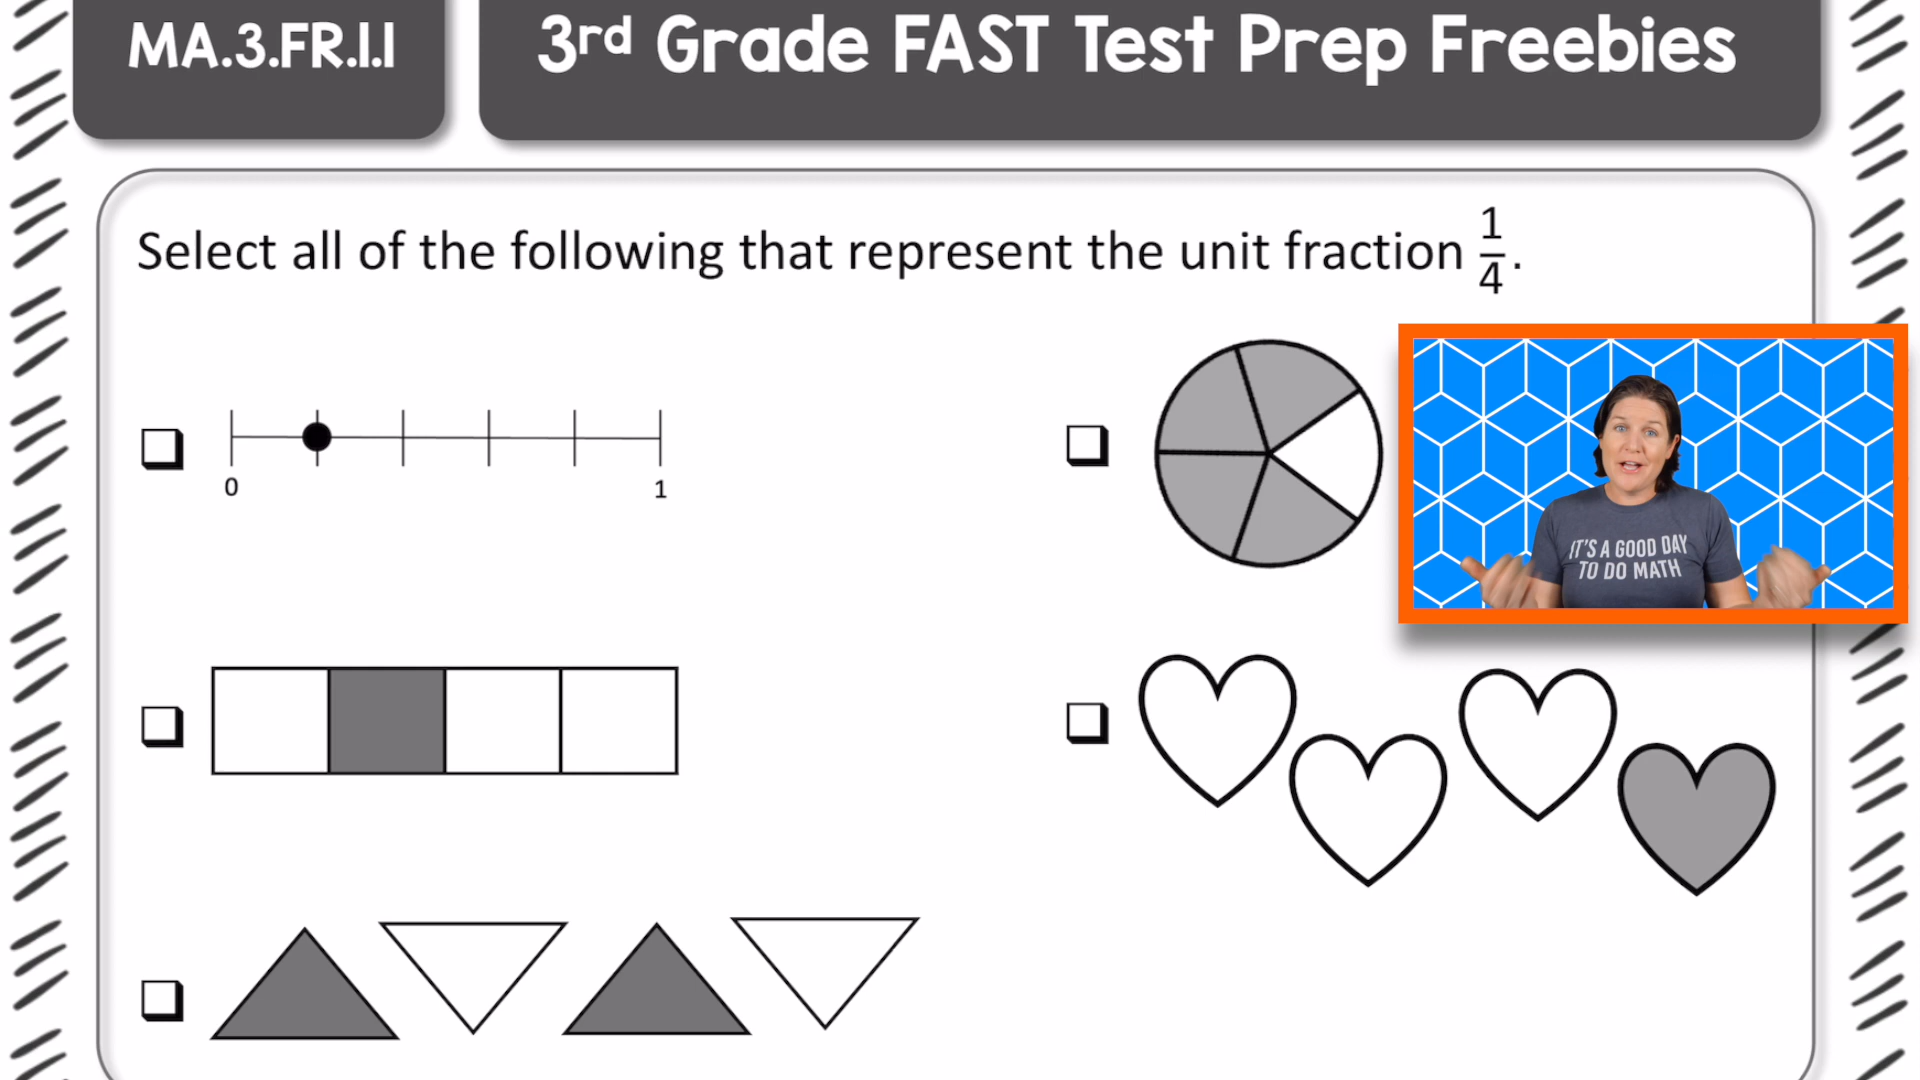 MA.3.FR.1.1
3rd Grade FAST Test Prep Freebies
Select all of the following that represent the unit fraction 1/4.
0 1
IT'S A GOOD DAY
TO DO MATH